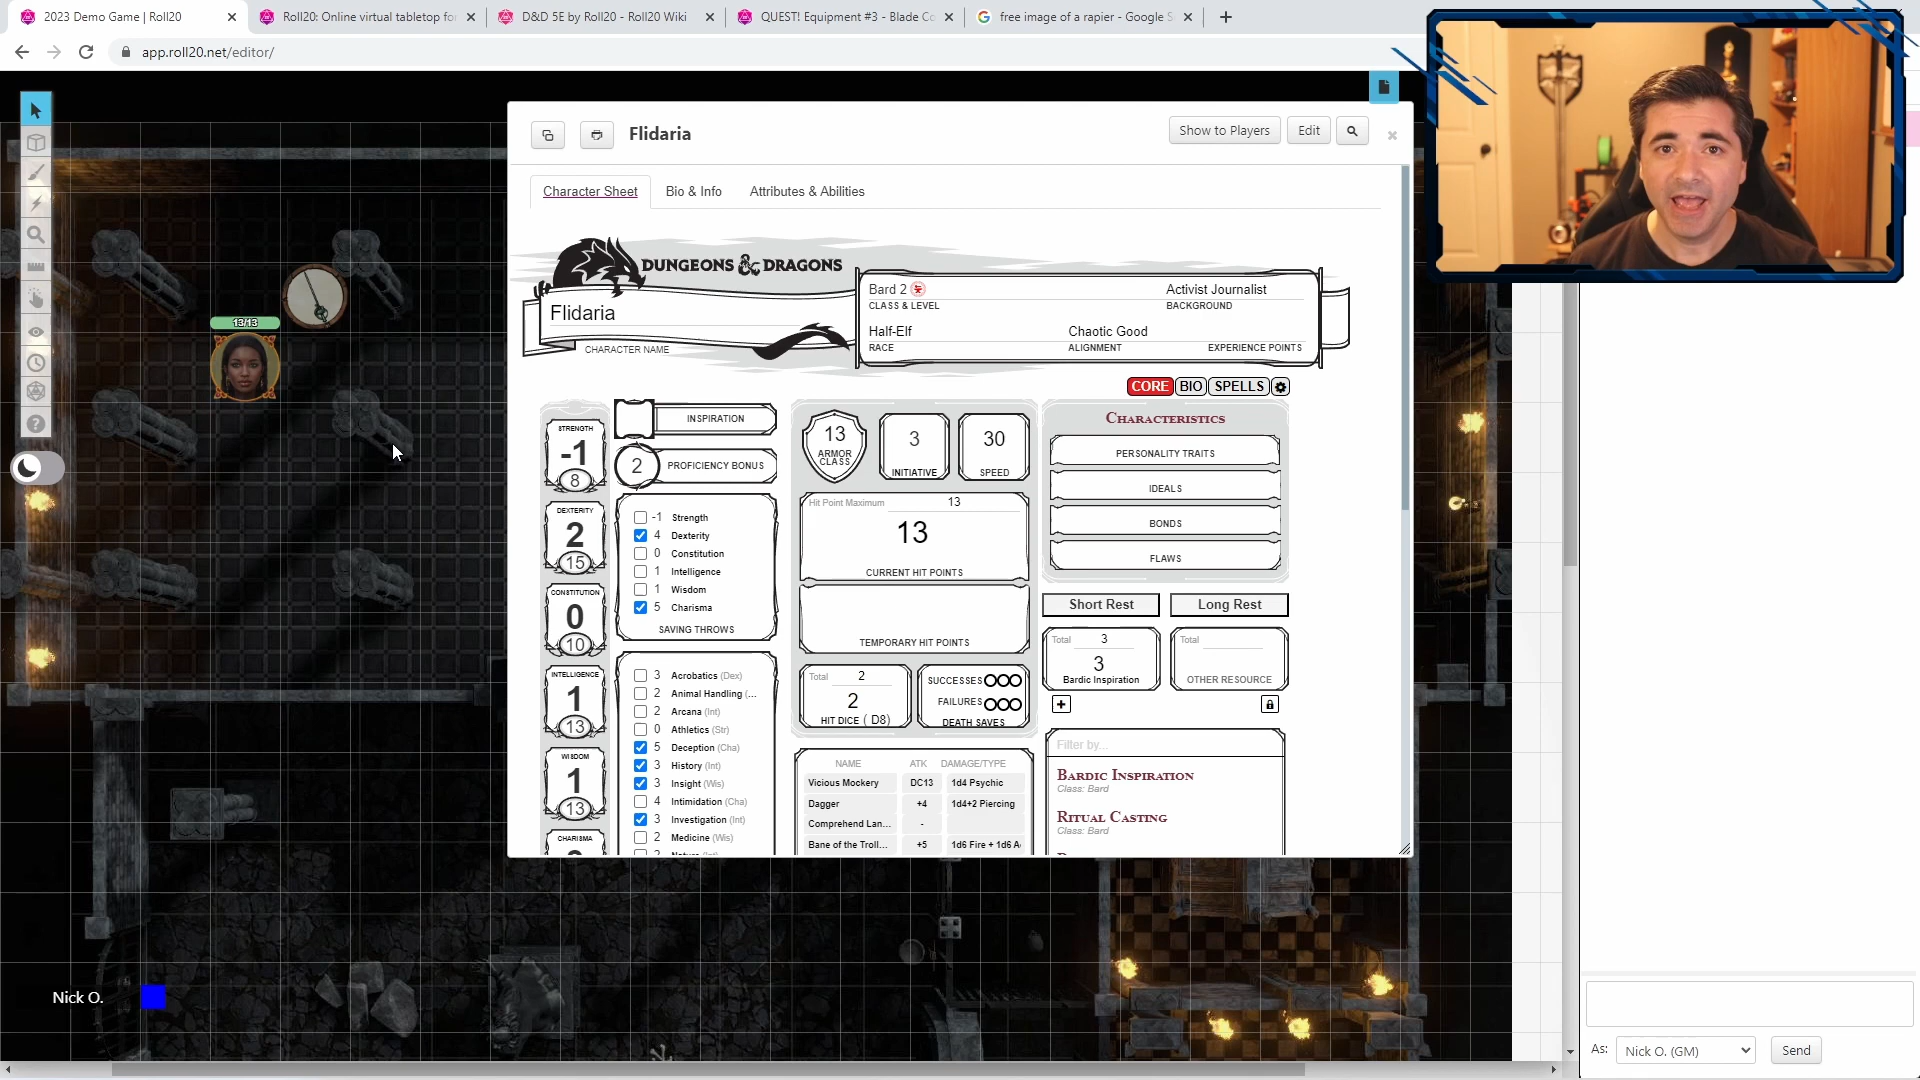 2023 Demo Game | Roll20
Roll20: Online virtual tabletop fo
D&D 5E by Roll20 - Roll20 Wiki
QUEST! Equipment #3 - Blade Co
free image of a rapier - Google S
app.roll20.net/editor/
Flidaria
Show to Players
Edit
Character Sheet
Bio & Info
Attributes & Abilities
DUNGEONS & DRAGONS
Flidaria
CHARACTER NAME
Bard 2
Activist Journalist
CLASS & LEVEL
BACKGROUND
Half-Elf
Chaotic Good
RACE
ALIGNMENT
EXPERIENCE POINTS
CORE
BIO
SPELLS
13/13
STRENGTH
-1
8
DEXTERITY
2
15
CONSTITUTION
0
10
INTELLIGENCE
1
13
WISDOM
1
13
CHARISMA
INSPIRATION
2
PROFICIENCY BONUS
-1 Strength
4 Dexterity
0 Constitution
1 Intelligence
1 Wisdom
5 Charisma
SAVING THROWS
3 Acrobatics (Dex)
2 Animal Handling (...
2 Arcana (Int)
0 Athletics (Str)
5 Deception (Cha)
3 History (Int)
3 Insight (Wis)
4 Intimidation (Cha)
3 Investigation (Int)
2 Medicine (Wis)
13
ARMOR
CLASS
3
INITIATIVE
30
SPEED
Hit Point Maximum
13
13
CURRENT HIT POINTS
TEMPORARY HIT POINTS
Total
2
2
HIT DICE ( D8)
SUCCESSES
FAILURES
DEATH SAVES
NAME
ATK
DAMAGE/TYPE
Vicious Mockery
DC13
1d4 Psychic
Dagger
+4
1d4+2 Piercing
Comprehend Lan...
-
Bane of the Troll...
+5
1d6 Fire + 1d6 A
CHARACTERISTICS
PERSONALITY TRAITS
IDEALS
BONDS
FLAWS
Short Rest
Long Rest
Total
3
3
Bardic Inspiration
Total
OTHER RESOURCE
Filter by...
BARDIC INSPIRATION
Class: Bard
RITUAL CASTING
Class: Bard
Nick O.
As:
Nick O. (GM)
Send